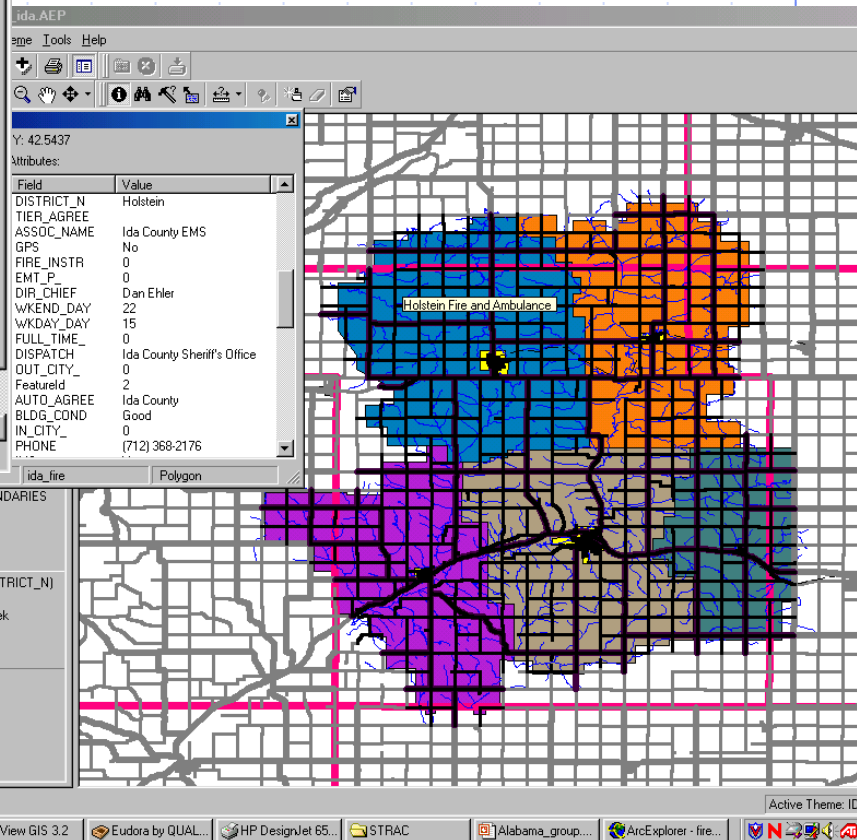 _ida.AEP
eme Tools Help
Y: 42.5437
Attributes:
Field Value
DISTRICT_N Holstein
TIER_AGREE
ASSOC_NAME Ida County EMS
GPS No
FIRE_INSTR 0
EMT_P_ 0
DIR_CHIEF Dan Ehler
WKEND_DAY 22
WKDAY_DAY 15
FULL_TIME_ 0
DISPATCH Ida County Sheriff's Office
OUT_CITY_ 0
FeatureId 2
AUTO_AGREE Ida County
BLDG_COND Good
IN_CITY_ 0
PHONE (712) 368-2176
ida_fire Polygon
Holstein Fire and Ambulance
NDARIES
TRICT_N)
ek
Active Theme: ID
View GIS 3.2 Eudora by QUAL... HP DesignJet 65... STRAC Alabama_group.... ArcExplorer - fire... N ATI